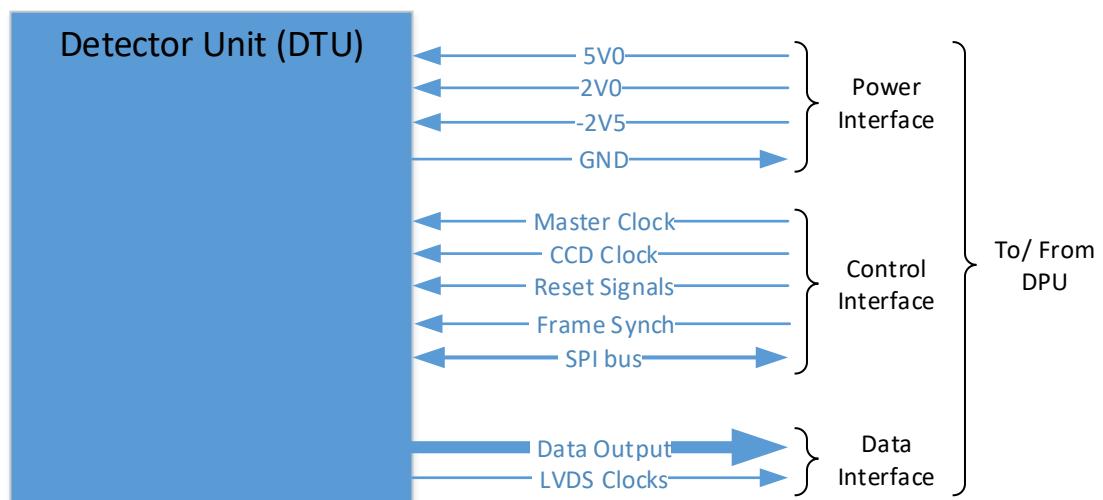 Detector Unit (DTU)
5V0
2V0
-2V5
GND
Power
Interface
Master Clock
CCD Clock
Reset Signals
Frame Synch
SPI bus
Control
Interface
To/ From
DPU
Data Output
LVDS Clocks
Data
Interface